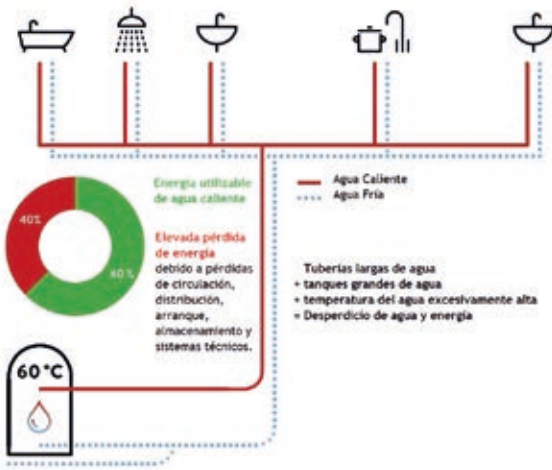 Agua Caliente
Agua Fría
40%
60%
Energía utilizable
de agua caliente
Elevada pérdida
de energía
debido a pérdidas
de circulación,
distribución,
arranque,
almacenamiento y
sistemas técnicos.
Tuberías largas de agua
+ tanques grandes de agua
+ temperatura del agua excesivamente alta
= Desperdicio de agua y energía
60°C